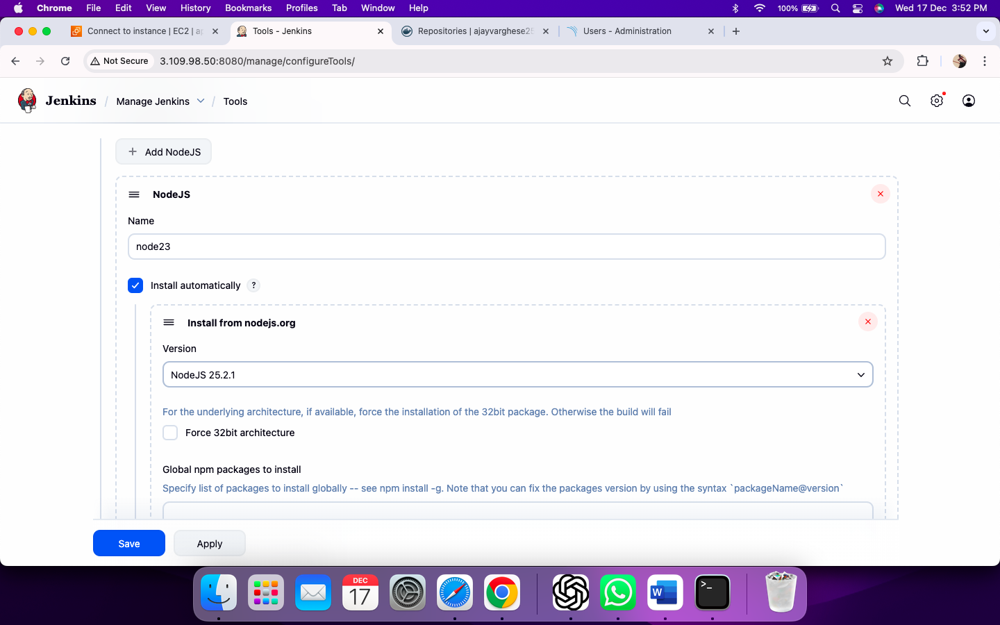 Chrome File Edit View History Bookmarks Profiles Tab Window Help 100% Wed 17 Dec 3:52 PM
Connect to instance | EC2 | ap Tools - Jenkins Repositories | ajayvarghese25 Users - Administration
Not Secure 3.109.98.50:8080/manage/configureTools/
Jenkins / Manage Jenkins / Tools
+ Add NodeJS
NodeJS
Name
node23
Install automatically ?
Install from nodejs.org
Version
NodeJS 25.2.1
For the underlying architecture, if available, force the installation of the 32bit package. Otherwise the build will fail
Force 32bit architecture
Global npm packages to install
Specify list of packages to install globally -- see npm install -g. Note that you can fix the packages version by using the syntax `packageName@version`
Save Apply
DEC
17
W
>_